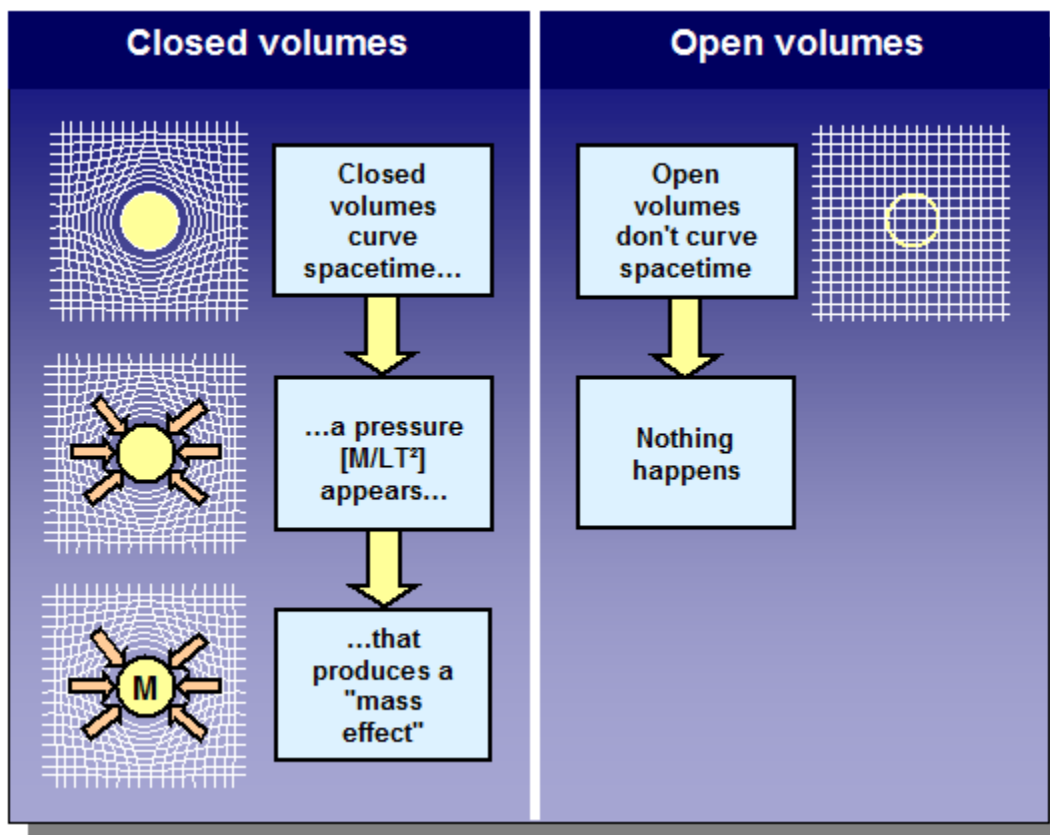 Closed volumes
Closed
volumes
curve
spacetime...
...a pressure
[M/LT²]
appears...
M
...that
produces a
"mass
effect"
Open volumes
Open
volumes
don't curve
spacetime
Nothing
happens